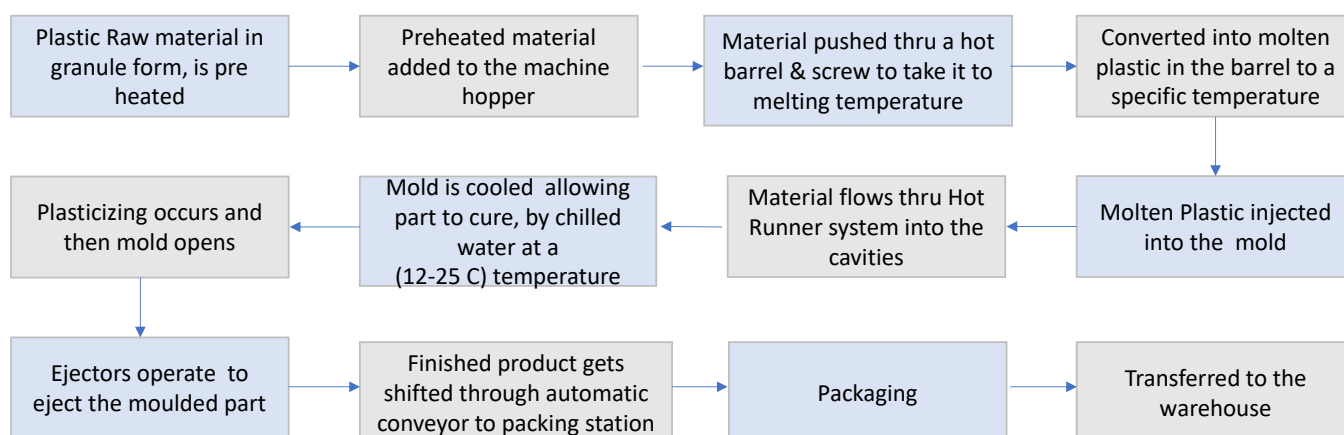 Plastic Raw material in
granule form, is pre
heated
Preheated material
added to the machine
hopper
Material pushed thru a hot
barrel & screw to take it to
melting temperature
Converted into molten
plastic in the barrel to a
specific temperature
Molten Plastic injected
into the mold
Material flows thru Hot
Runner system into the
cavities
Mold is cooled allowing
part to cure, by chilled
water at a
(12-25 C) temperature
Plasticizing occurs and
then mold opens
Ejectors operate to
eject the moulded part
Finished product gets
shifted through automatic
conveyor to packing station
Packaging
Transferred to the
warehouse